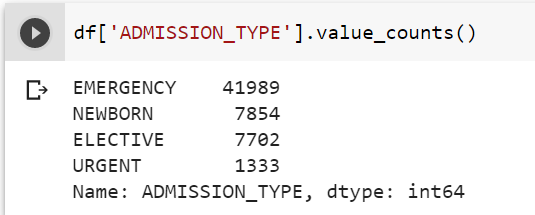 df['ADMISSION_TYPE'].value_counts()
EMERGENCY    41989
NEWBORN       7854
ELECTIVE      7702
URGENT        1333
Name: ADMISSION_TYPE, dtype: int64